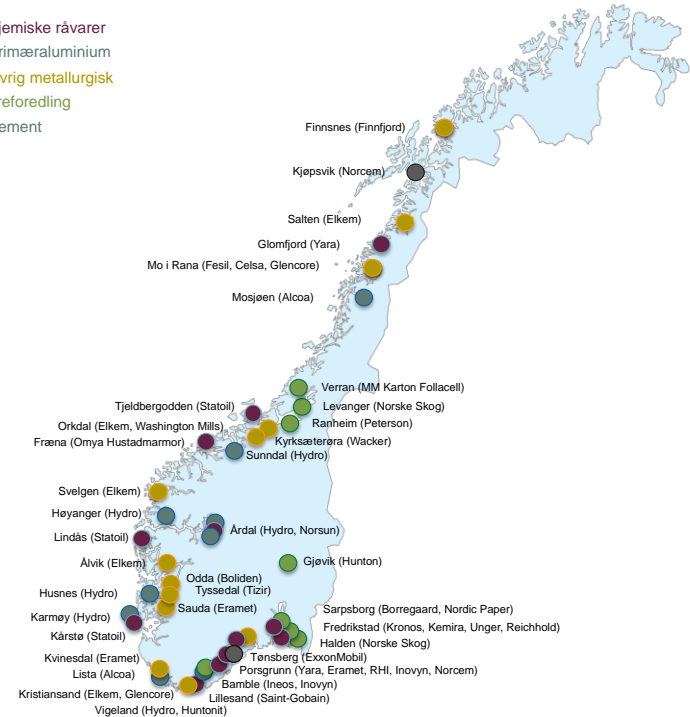 jemiske råvarer
rimæraluminium
vrig metallurgisk
reforedling
ement
Finnsnes (Finnfjord)
Kjøpsvik (Norcem)
Salten (Elkem)
Glomfjord (Yara)
Mo i Rana (Fesil, Celsa, Glencore)
Mosjøen (Alcoa)
Verran (MM Karton Follacell)
Tjeldbergodden (Statoil)
Levanger (Norske Skog)
Ranheim (Peterson)
Orkdal (Elkem, Washington Mills)
Kyrksæterøra (Wacker)
Fræna (Omya Hustadmarmor)
Sunndal (Hydro)
Svelgen (Elkem)
Høyanger (Hydro)
Årdal (Hydro, Norsun)
Lindås (Statoil)
Ålvik (Elkem)
Gjøvik (Hunton)
Odda (Boliden)
Tyssedal (Tizir)
Husnes (Hydro)
Sauda (Eramet)
Sarpsborg (Borregaard, Nordic Paper)
Karmøy (Hydro)
Fredrikstad (Kronos, Kemira, Unger, Reichhold)
Kårstø (Statoil)
Halden (Norske Skog)
Tønsberg (ExxonMobil)
Kvinesdal (Eramet)
Porsgrunn (Yara, Eramet, RHI, Inovyn, Norcem)
Lista (Alcoa)
Bamble (Ineos, Inovyn)
Kristiansand (Elkem, Glencore)
Lillesand (Saint-Gobain)
Vigeland (Hydro, Huntonit)